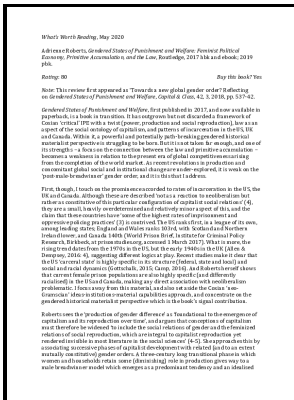 What's Worth Reading, May 2020
Adrienne Roberts, Gendered States of Punishment and Welfare: Feminist Political
Economy, Primitive Accumulation, and the Law, Routledge, 2017 hbk and ebook; 2019
pbk.
Rating: 80 Buy this book? Yes
Note: This review first appeared as 'Towards a new global gender order? Reflecting
on Gendered States of Punishment and Welfare', Capital & Class, 42, 3, 2018, pp. 537-42.
Gendered States of Punishment and Welfare, first published in 2017, and now available
in paperback, is a book in transition. It has outgrown but not discarded a framework of
Coxian 'critical' IPE with a twist (power, production and social reproduction), low as an
aspect of the social ontology of capitalism, and patterns of incarceration in the US, UK
and Canada. Within it, a powerful and potentially path-breaking gendered historical
materialist perspective is struggling to be born. But it is not taken far enough, and one of
its strengths – a focus on the connection between the law and primitive accumulation –
becomes a weakness in relation to the present era of global competitiveness arising
from the completion of the world market. As recent revolutions in production and
concomitant global social and institutional change are under-explored, it is weak on the
'post-male-breadwinner' gender order, and it is this that I address.
First, though, I touch on the prominence accorded to rates of incarceration in the US, the
UK and Canada. Although these are described 'not as a reaction to neoliberalism but
rather as constitutive of this particular configuration of capitalist social relations' (4),
they are a small, heavily overdetermined and relatively minor aspect of them, and the
claim that these countries have 'some of the highest rates of imprisonment and
oppressive policing practices' (3) is contrived. The US ranks first, in a league of its own,
among leading states; England and Wales ranks 103rd, with Scotland and Northern
Ireland lower, and Canada 140th (World Prison Brief, Institute for Criminal Policy
Research, Birkbeck, at prisonstudies.org, accessed 1 March 2017). What is more, the
rising trend dates from the 1970s in the US, but the early 1940s in the UK (Allen &
Dempsey, 2016: 4), suggesting different logics at play. Recent studies make it clear that
the US 'carceral state' is highly specific in its structure (federal, state and local) and
social and racial dynamics (Gottschalk, 2015; Camp, 2016). And Roberts herself shows
that current female prison populations are also highly specific (and differently
racialised) in the US and Canada, making any direct association with neoliberalism
problematic. I focus away from this material, and also set aside the Coxian 'neo-
Gramscian' ideas-institutions-material capabilities approach, and concentrate on the
gendered historical materialist perspective which is the book's signal contribution.
Roberts sees the 'production of gender difference' as 'foundational to the emergence of
capitalism and its reproduction over time', and argues that conceptions of capitalism
must therefore be widened 'to include the social relations of gender and the feminized
relations of social reproduction, which are integral to capitalist reproduction yet
rendered invisible in most literature in the social sciences' (4-5). She approaches this by
associating successive phases of capitalist development with related (and to an extent
mutually constitutive) gender orders. A three-century long transitional phase in which
women and households retain some (diminishing) role in production gives way to a
male breadwinner model which emerges as a predominant tendency and an idealised